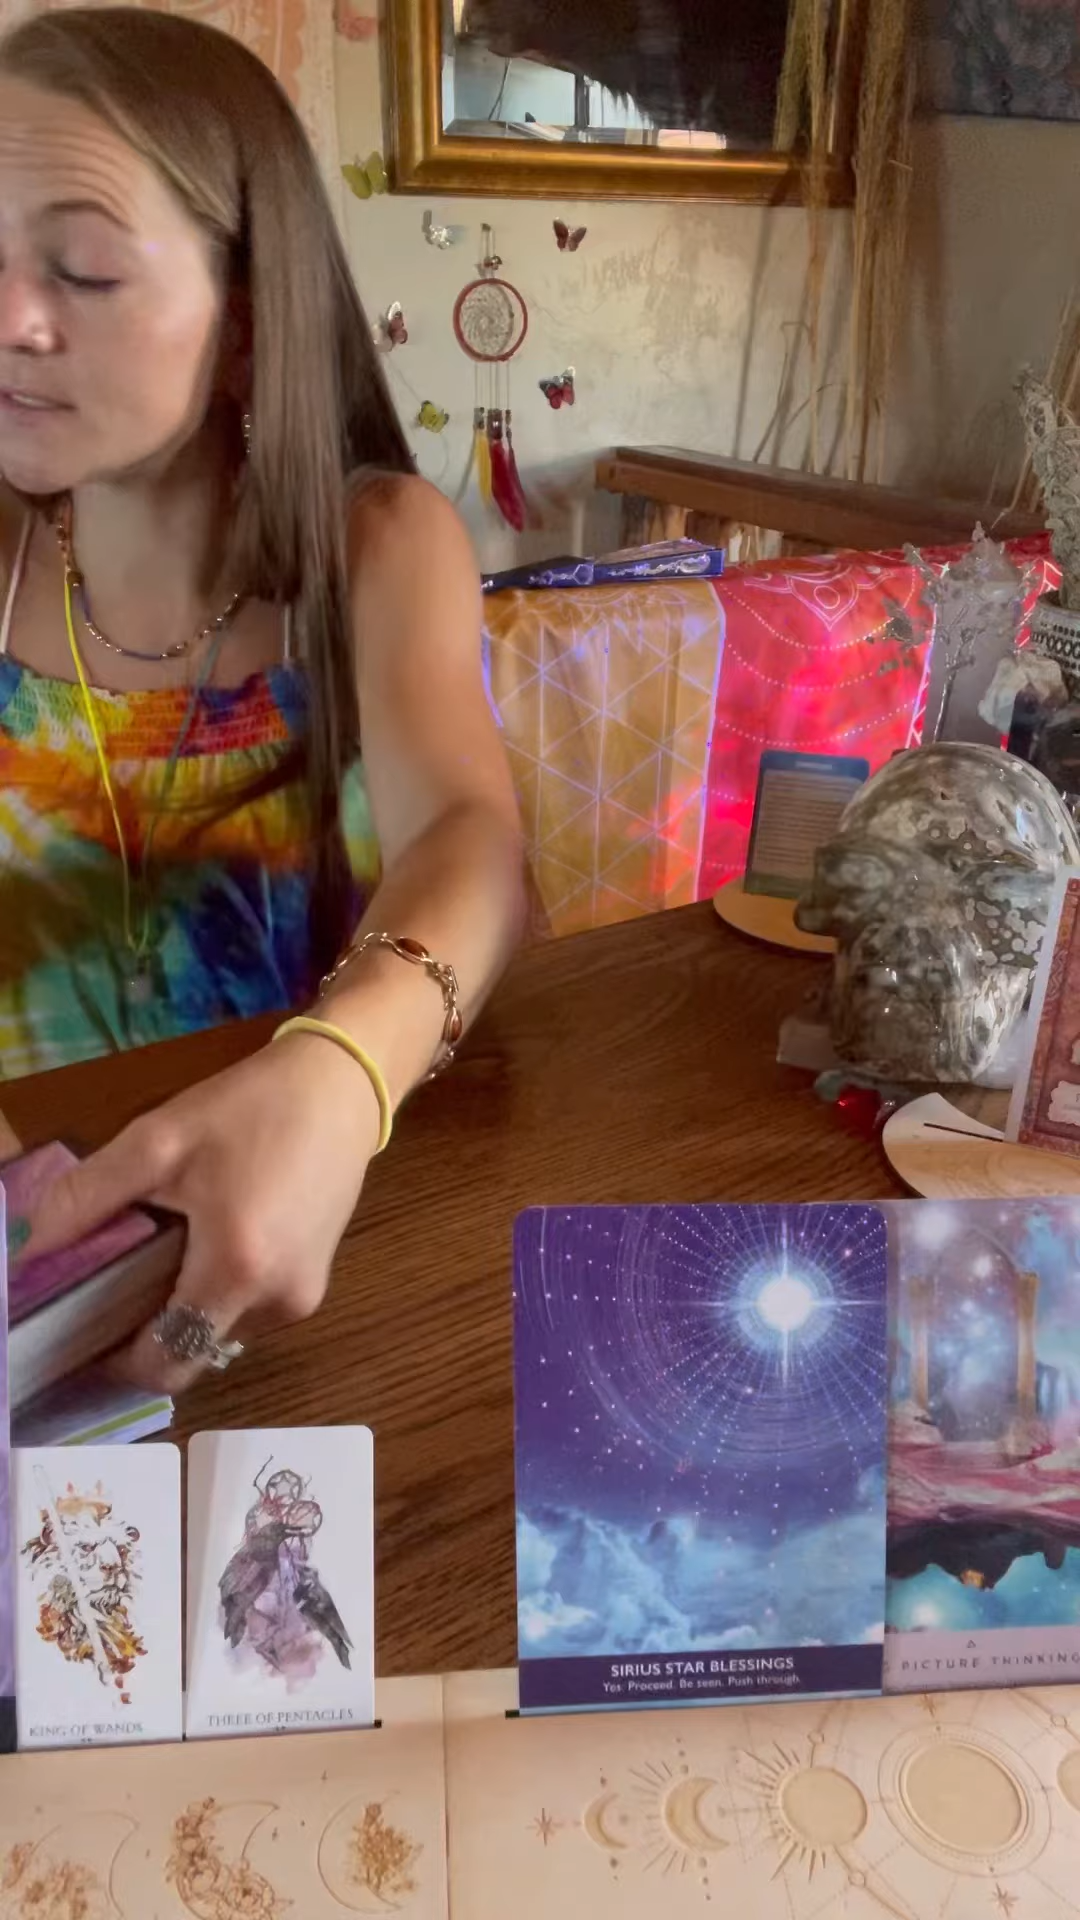 KING OF WANDS
THREE OF PENTACLES
SIRIUS STAR BLESSINGS
Yes. Proceed. Be seen. Push through.
PICTURE THINKING